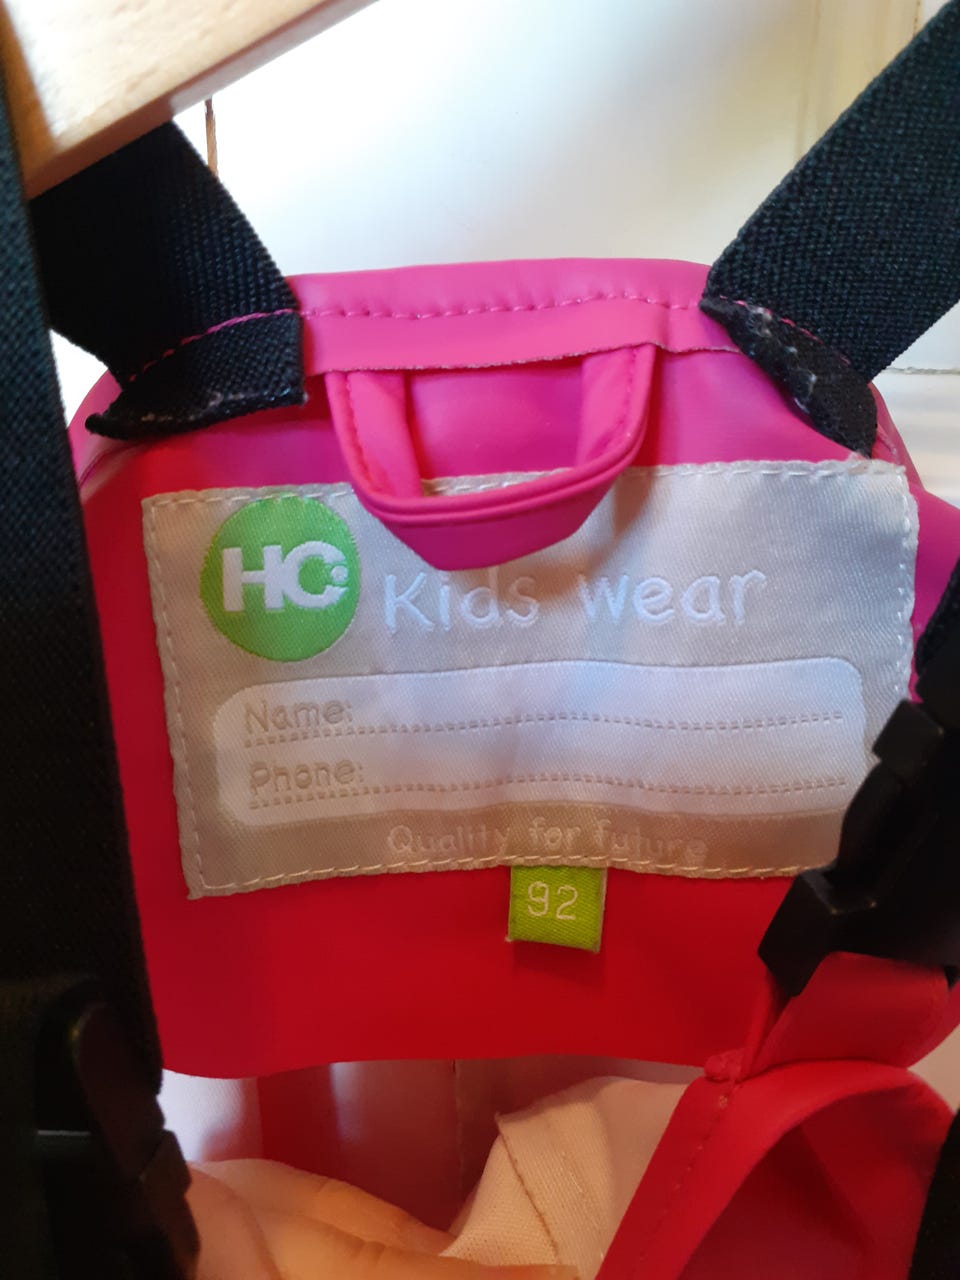 HC:
Kids wear
Name:
Phone:
Quality for future
92